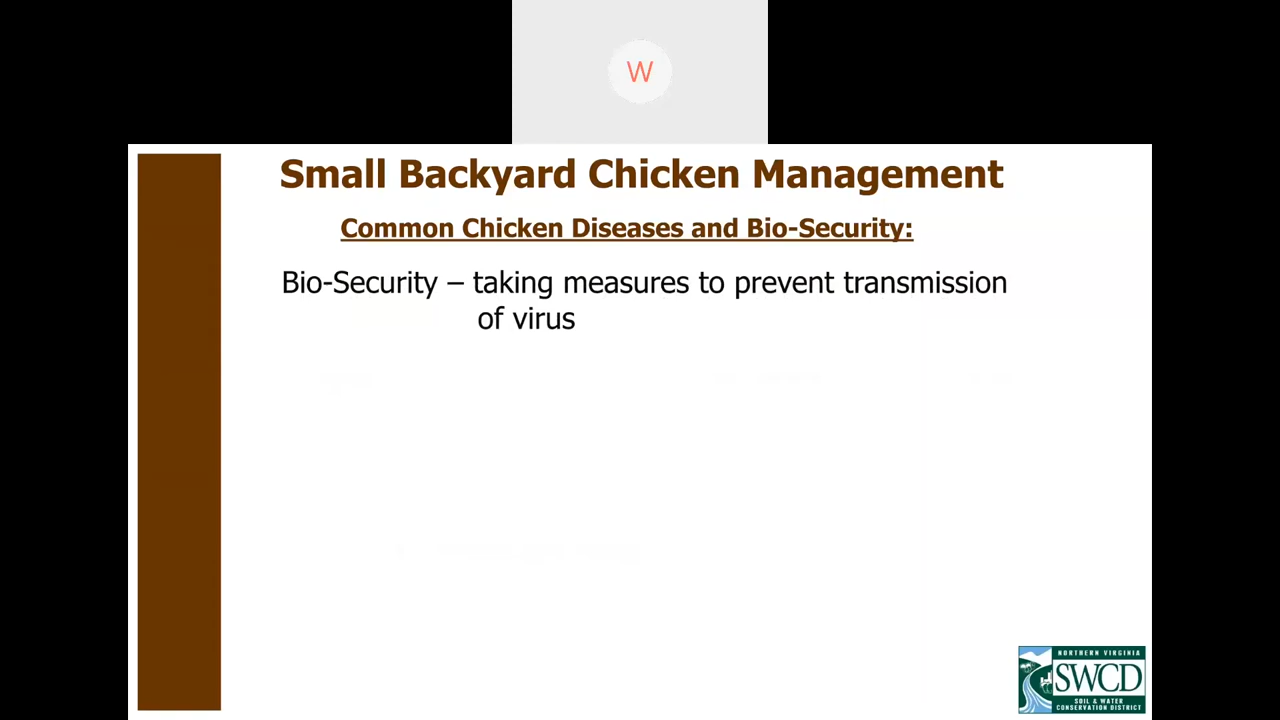 W
Small Backyard Chicken Management
Common Chicken Diseases and Bio-Security:
Bio-Security – taking measures to prevent transmission
of virus
NORTHERN VIRGINIA
SWCD
SOIL & WATER
CONSERVATION DISTRICT